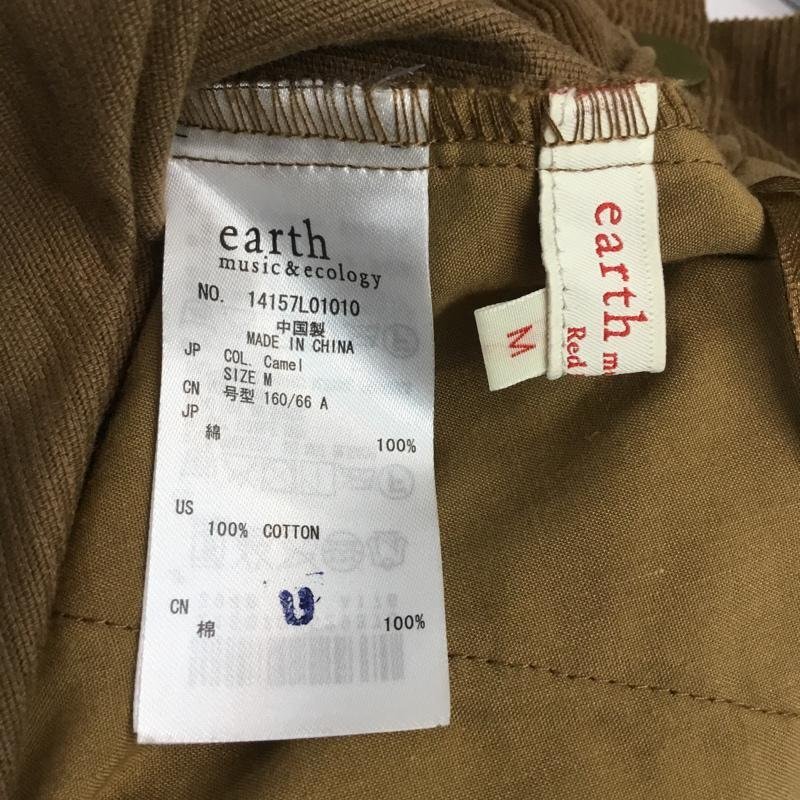 earth
music&ecology
NO. 14157L01010
中国製
MADE IN CHINA
JP COL. Camel
SIZE M
CN 号型 160/66 A
JP
綿 100%
US
100% COTTON
CN
棉 100%
U
earth
Red
M